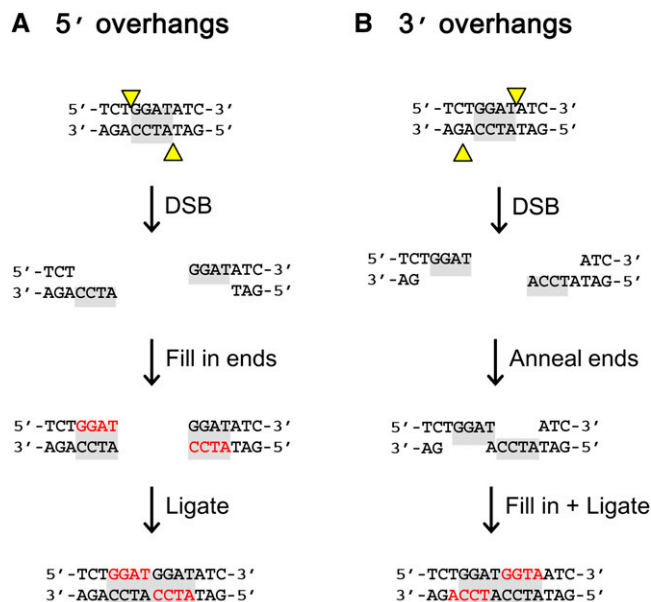 A 5′ overhangs
5′-TCTGGATATC-3′
3′-AGACCTATAG-5′
DSB
5′-TCT GGATATC-3′
3′-AGACCTA TAG-5′
Fill in ends
5′-TCTGGAT GGATATC-3′
3′-AGACCTA CCTATAG-5′
Ligate
5′-TCTGGATGGATATC-3′
3′-AGACCTACCTATAG-5′
B 3′ overhangs
5′-TCTGGATATC-3′
3′-AGACCTATAG-5′
DSB
5′-TCTGGAT ATC-3′
3′-AG ACCTATAG-5′
Anneal ends
5′-TCTGGAT ATC-3′
3′-AG ACCTATAG-5′
Fill in + Ligate
5′-TCTGGATGGTAATC-3′
3′-AGACCTACCTATAG-5′